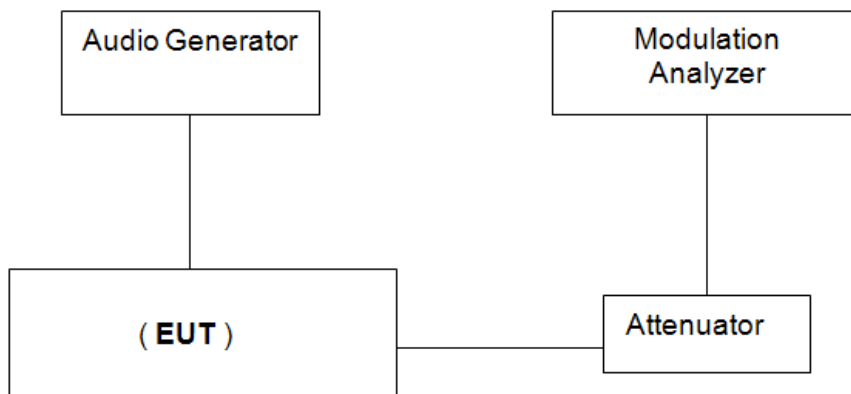 Audio Generator
Modulation
Analyzer
( EUT )
Attenuator